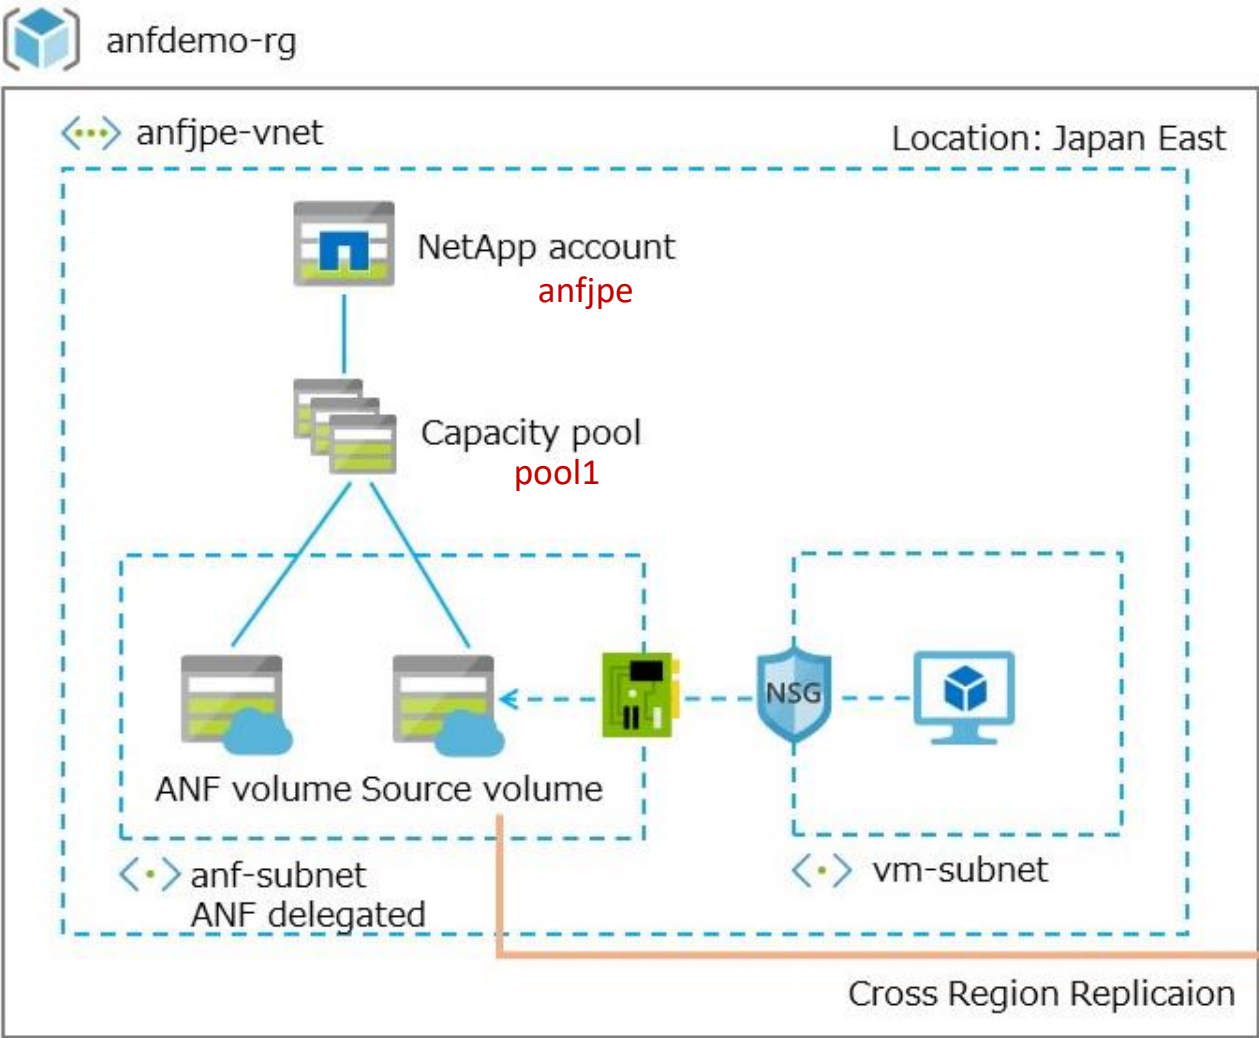 anfdemo-rg
anfjpe-vnet
Location: Japan East
NetApp account
anfjpe
Capacity pool
pool1
NSG
ANF volume
Source volume
anf-subnet
ANF delegated
vm-subnet
Cross Region Replicaion